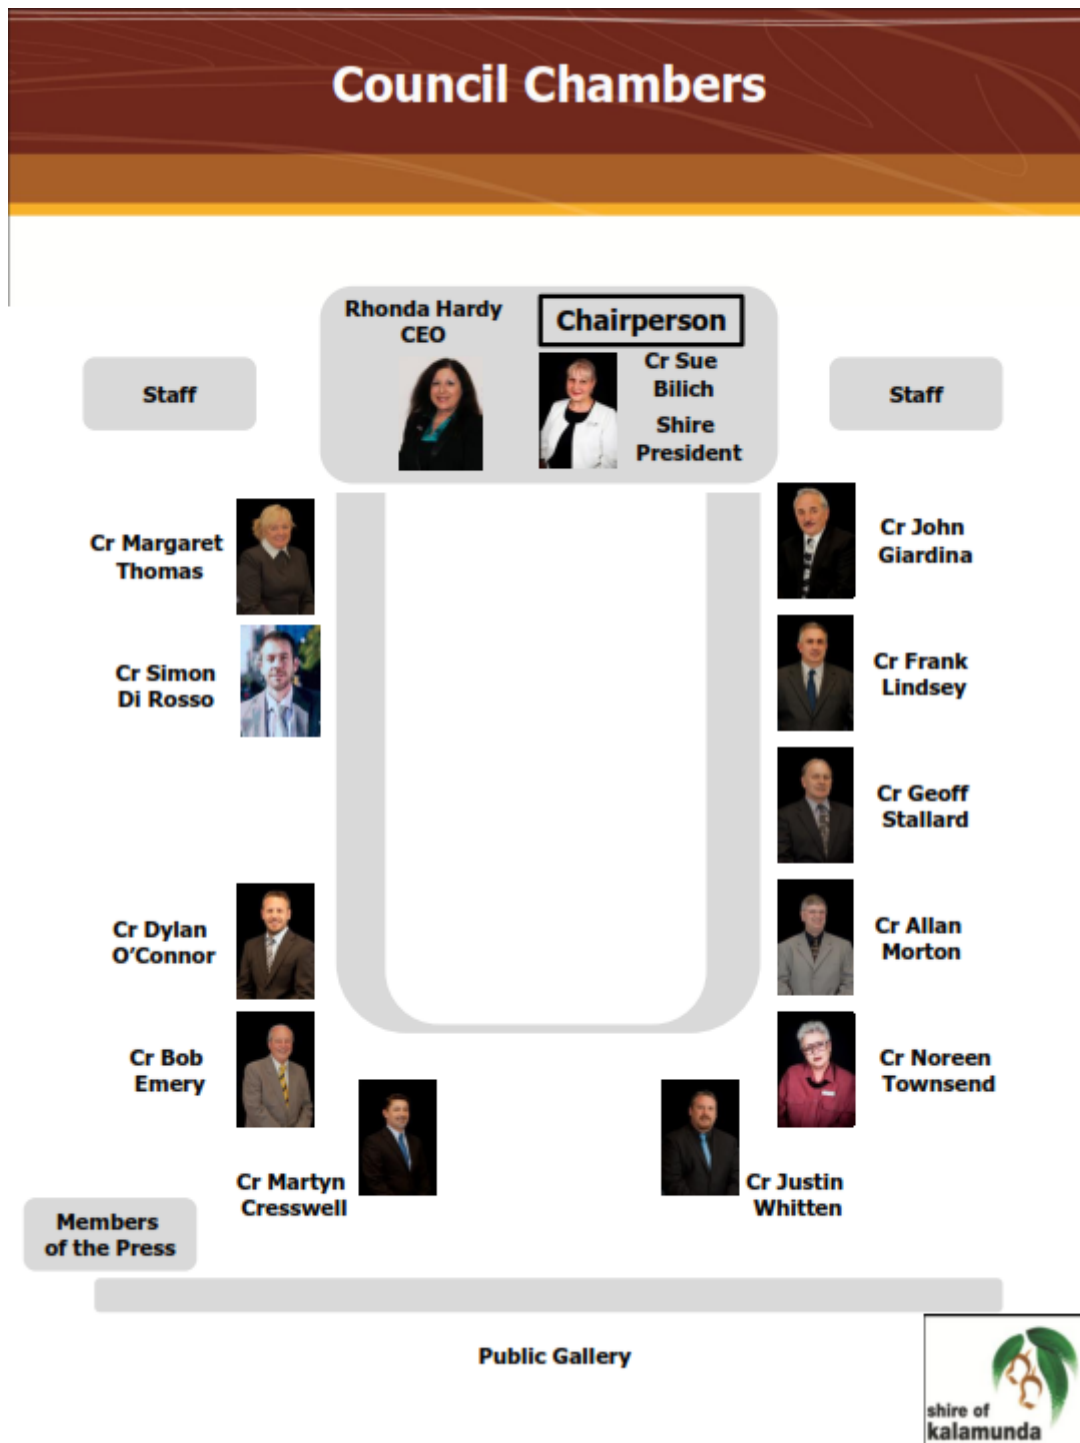 Council Chambers
Rhonda Hardy
CEO
Chairperson
Cr Sue
Bilich
Shire
President
Staff
Staff
Cr Margaret
Thomas
Cr John
Giardina
Cr Simon
Di Rosso
Cr Frank
Lindsey
Cr Geoff
Stallard
Cr Dylan
O'Connor
Cr Allan
Morton
Cr Bob
Emery
Cr Noreen
Townsend
Cr Martyn
Cresswell
Cr Justin
Whitten
Members
of the Press
Public Gallery
shire of
kalamunda